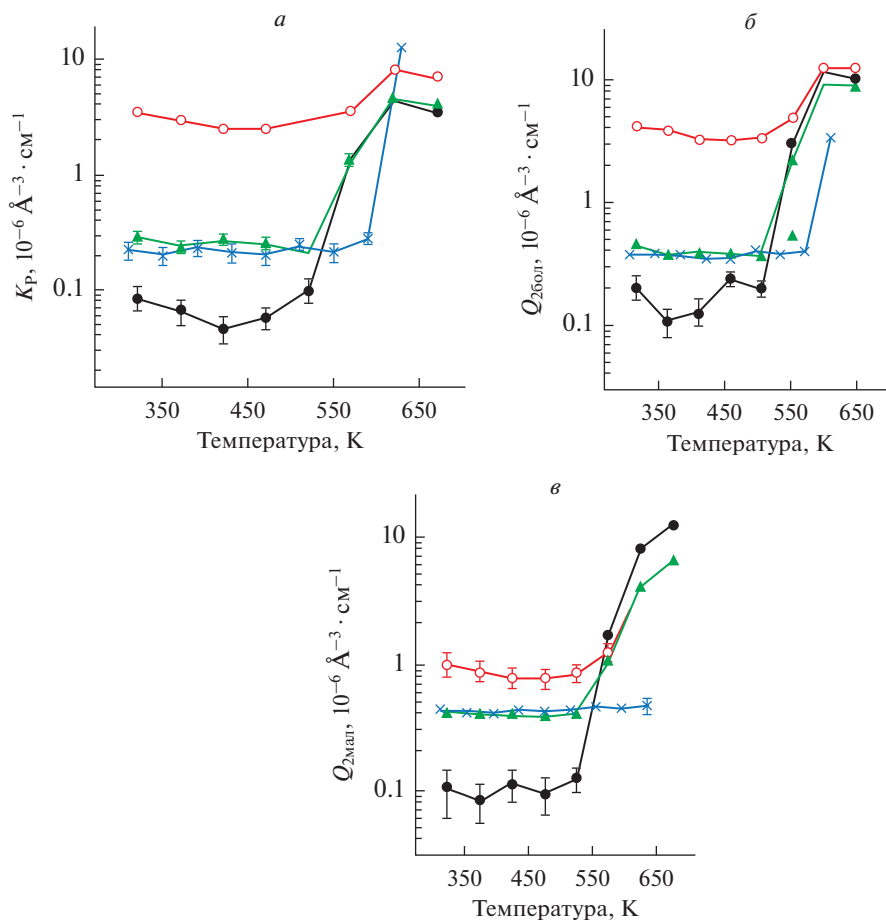 а
10
1
0.1
K_P, 10⁻⁶ Å⁻³ · см⁻¹
350 450 550 650
Температура, K
б
10
1
0.1
Q_2бол, 10⁻⁶ Å⁻³ · см⁻¹
350 450 550 650
Температура, K
в
10
1
0.1
Q_2мал, 10⁻⁶ Å⁻³ · см⁻¹
350 450 550 650
Температура, K